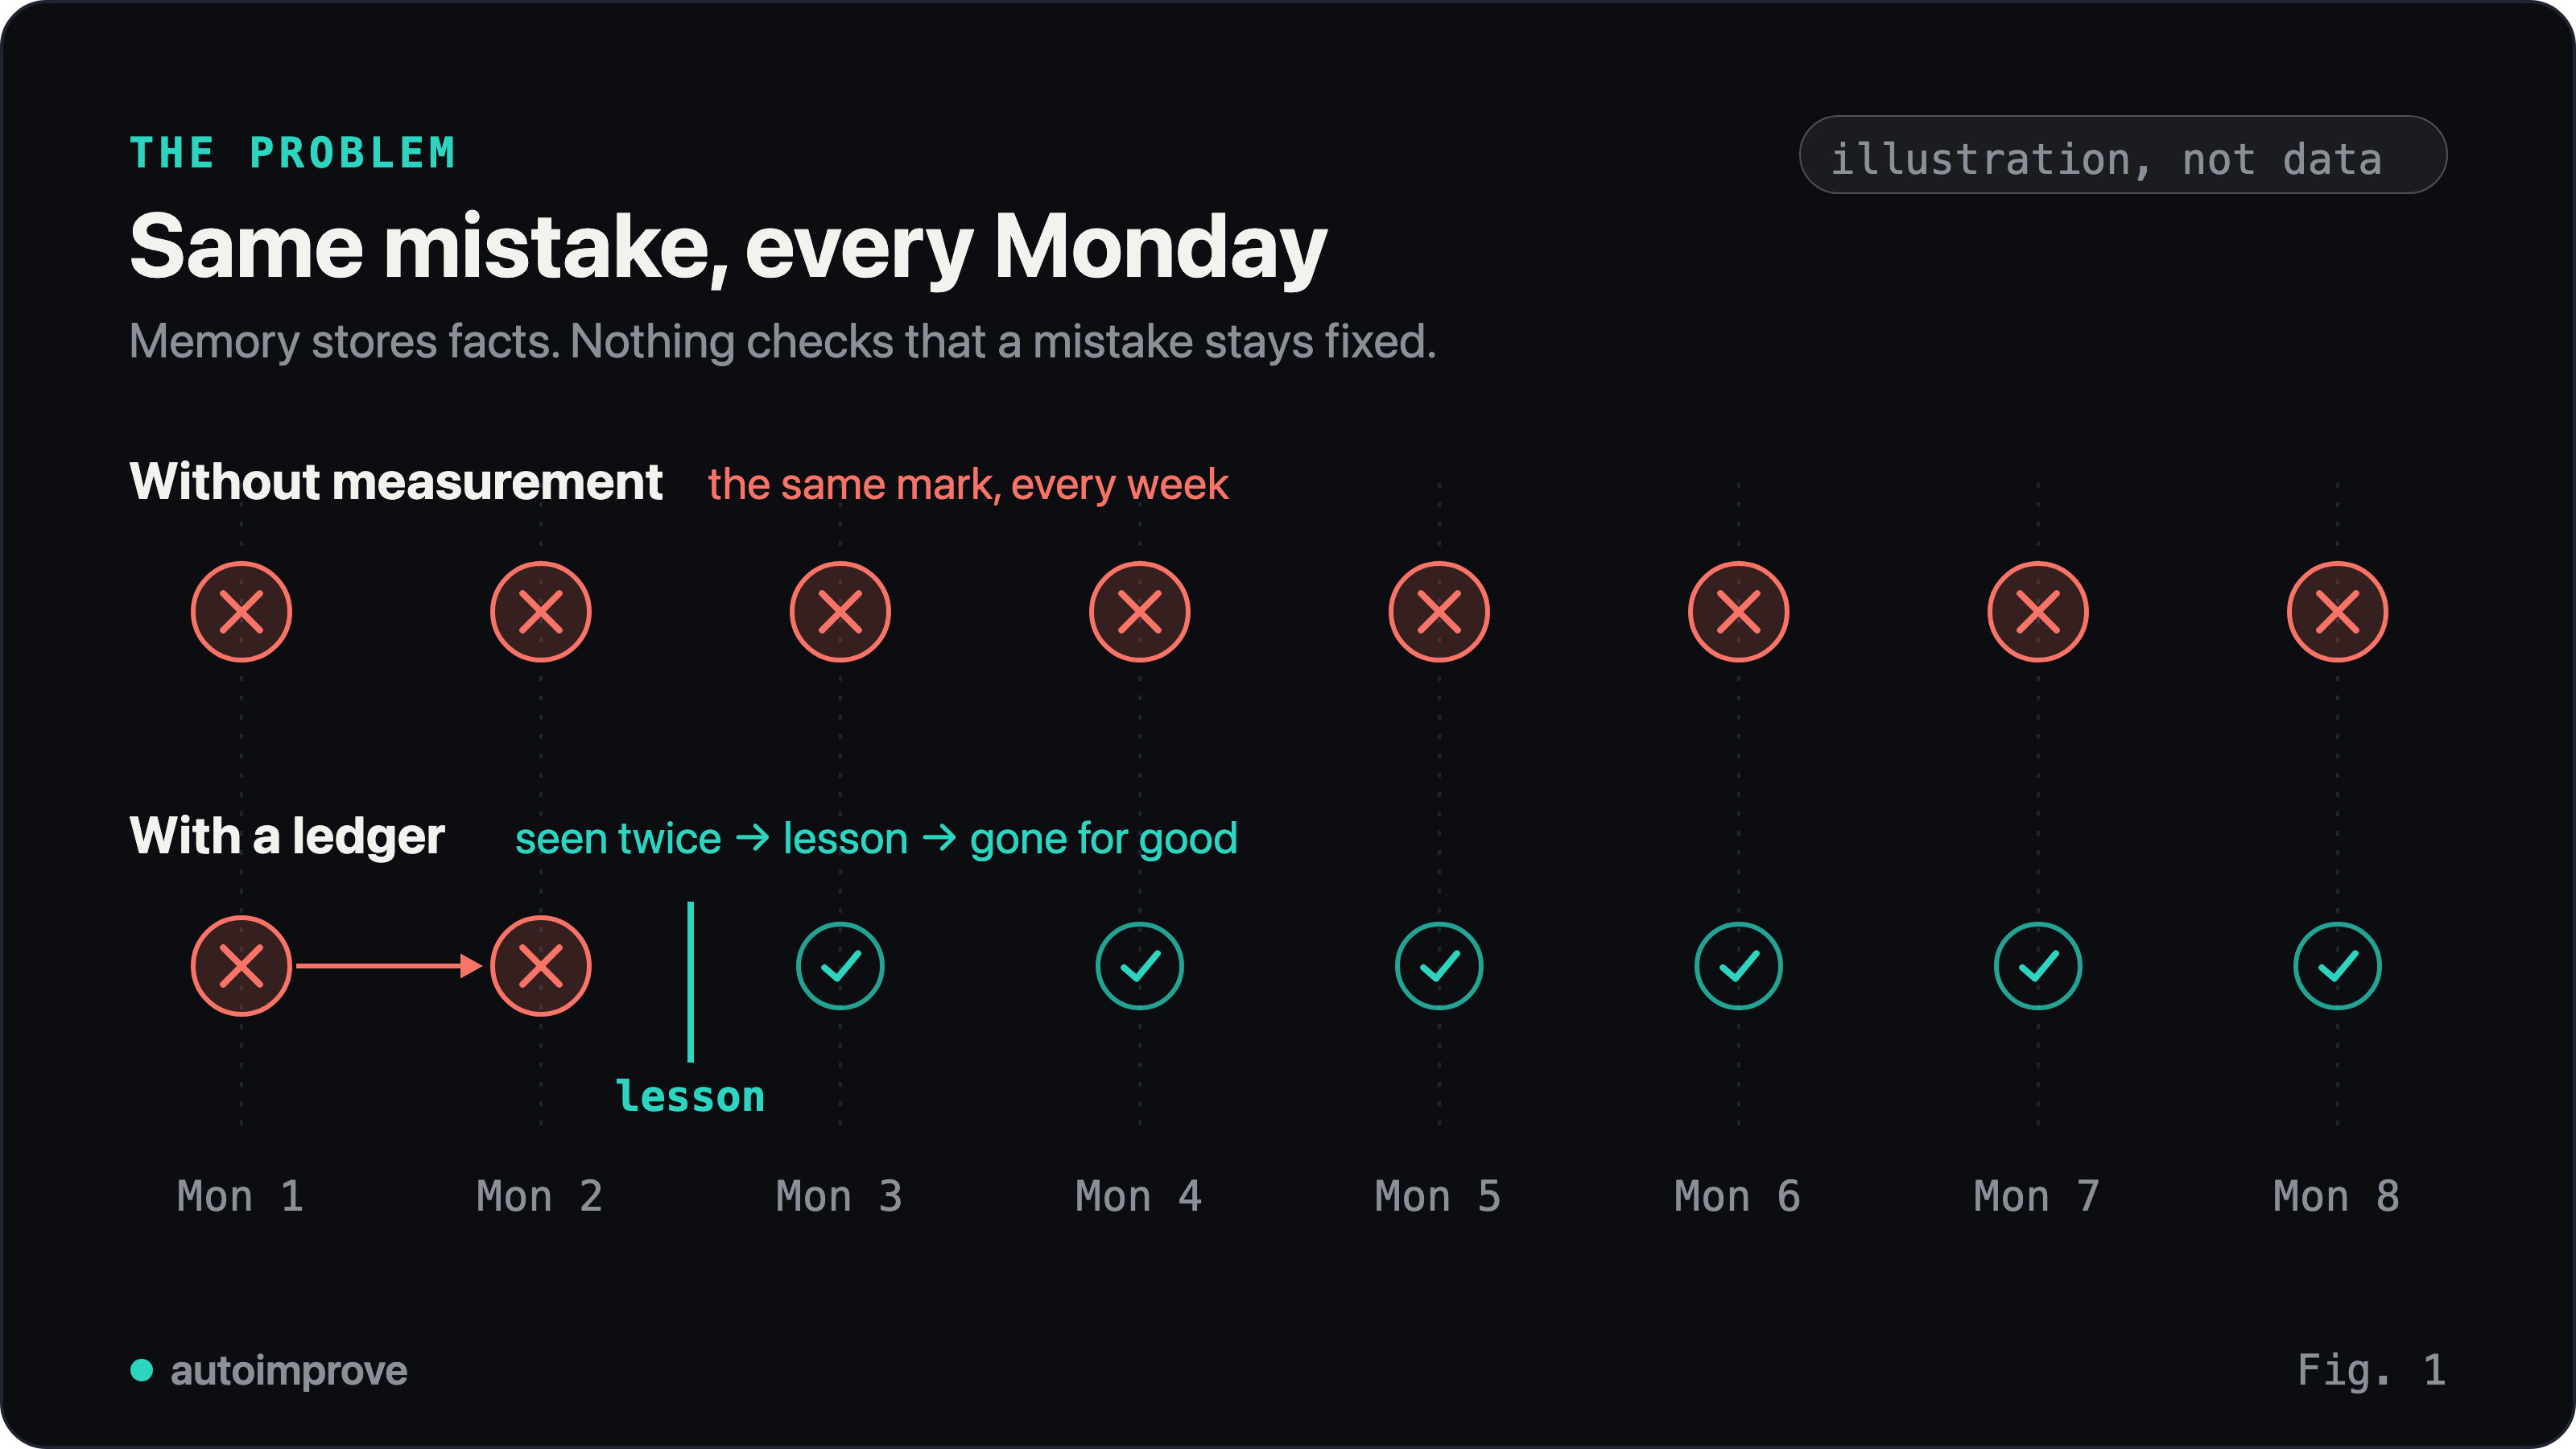 THE PROBLEM
illustration, not data
Same mistake, every Monday
Memory stores facts. Nothing checks that a mistake stays fixed.
Without measurement the same mark, every week
With a ledger seen twice → lesson → gone for good
lesson
Mon 1 Mon 2 Mon 3 Mon 4 Mon 5 Mon 6 Mon 7 Mon 8
autoimprove
Fig. 1